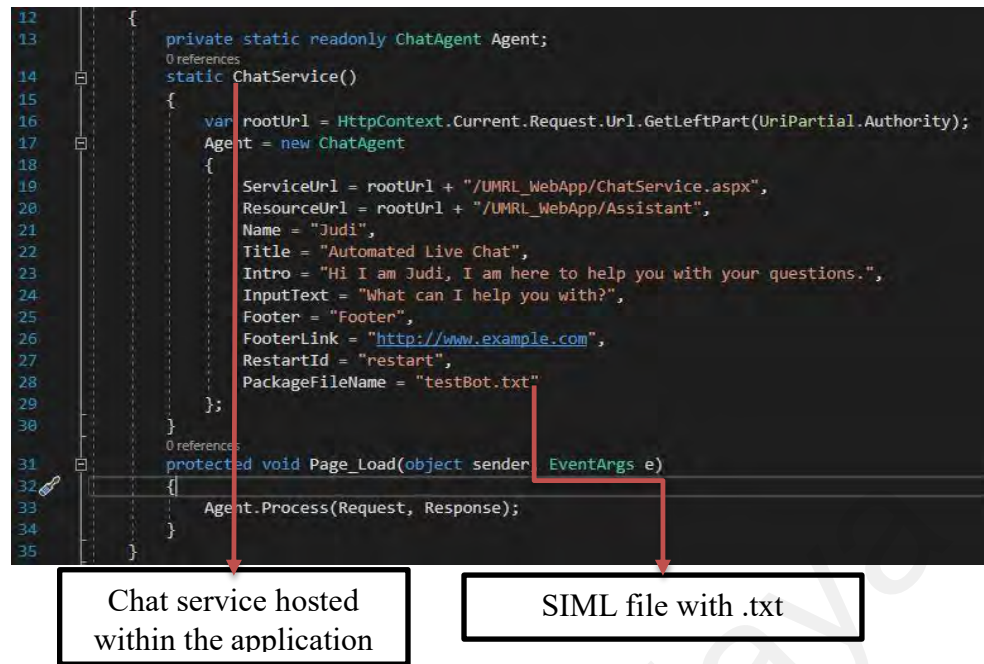 12 {
13 private static readonly ChatAgent Agent;
0 references
14 static ChatService()
15 {
16 var rootUrl = HttpContext.Current.Request.Url.GetLeftPart(UriPartial.Authority);
17 Agent = new ChatAgent
18 {
19 ServiceUrl = rootUrl + "/UMRL_WebApp/ChatService.aspx",
20 ResourceUrl = rootUrl + "/UMRL_WebApp/Assistant",
21 Name = "Judi",
22 Title = "Automated Live Chat",
23 Intro = "Hi I am Judi, I am here to help you with your questions.",
24 InputText = "What can I help you with?",
25 Footer = "Footer",
26 FooterLink = "http://www.example.com",
27 RestartId = "restart",
28 PackageFileName = "testBot.txt"
29 };
30 }
0 references
31 protected void Page_Load(object sender EventArgs e)
32 {
33 Agent.Process(Request, Response);
34 }
35 }
Chat service hosted
within the application
SIML file with .txt